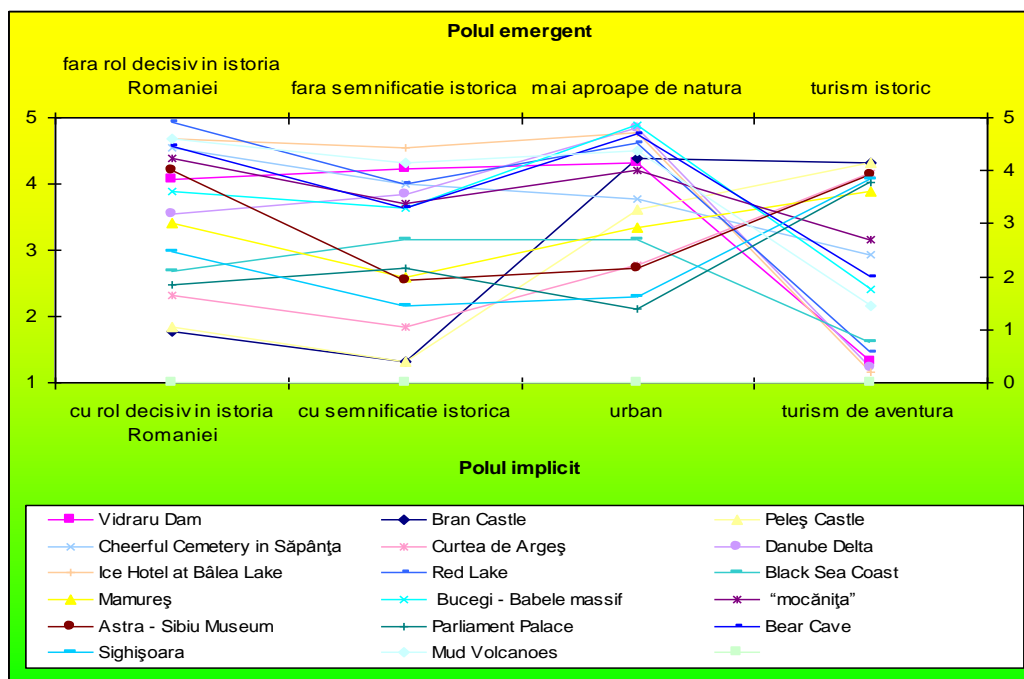 Polul emergent
fara rol decisiv in istoria
Romaniei
fara semnificatie istorica
mai aproape de natura
turism istoric
5
4
3
2
1
5
4
3
2
1
0
cu rol decisiv in istoria
Romaniei
cu semnificatie istorica
urban
turism de aventura
Polul implicit
Vidraru Dam
Bran Castle
Peleş Castle
Cheerful Cemetery in Săpânţa
Curtea de Argeş
Danube Delta
Ice Hotel at Bâlea Lake
Red Lake
Black Sea Coast
Mamureş
Bucegi - Babele massif
“mocăniţa”
Astra - Sibiu Museum
Parliament Palace
Bear Cave
Sighişoara
Mud Volcanoes